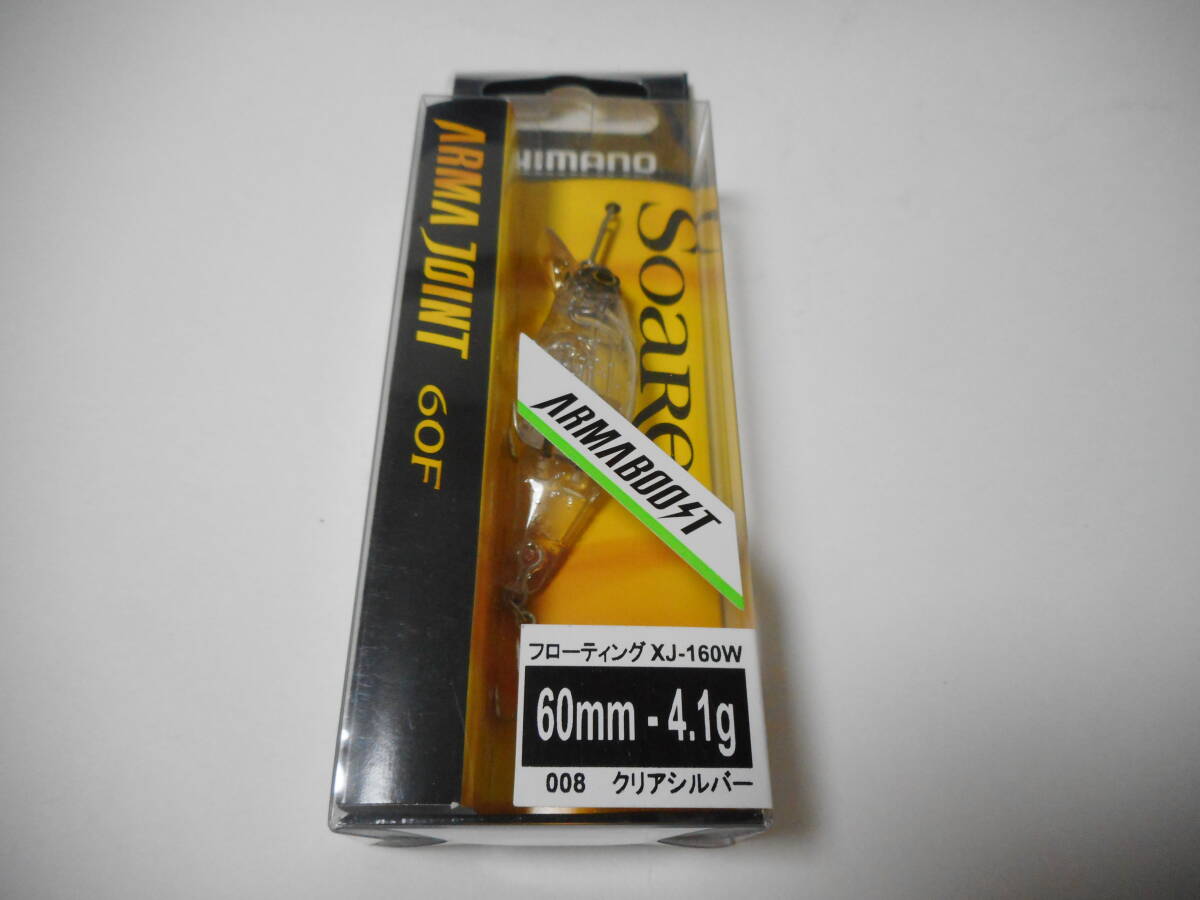 ARMA JOINT 60F
HIMANO
SoaRe
ARMABOOST
フローティング XJ-160W
60mm - 4.1g
008 クリアシルバー